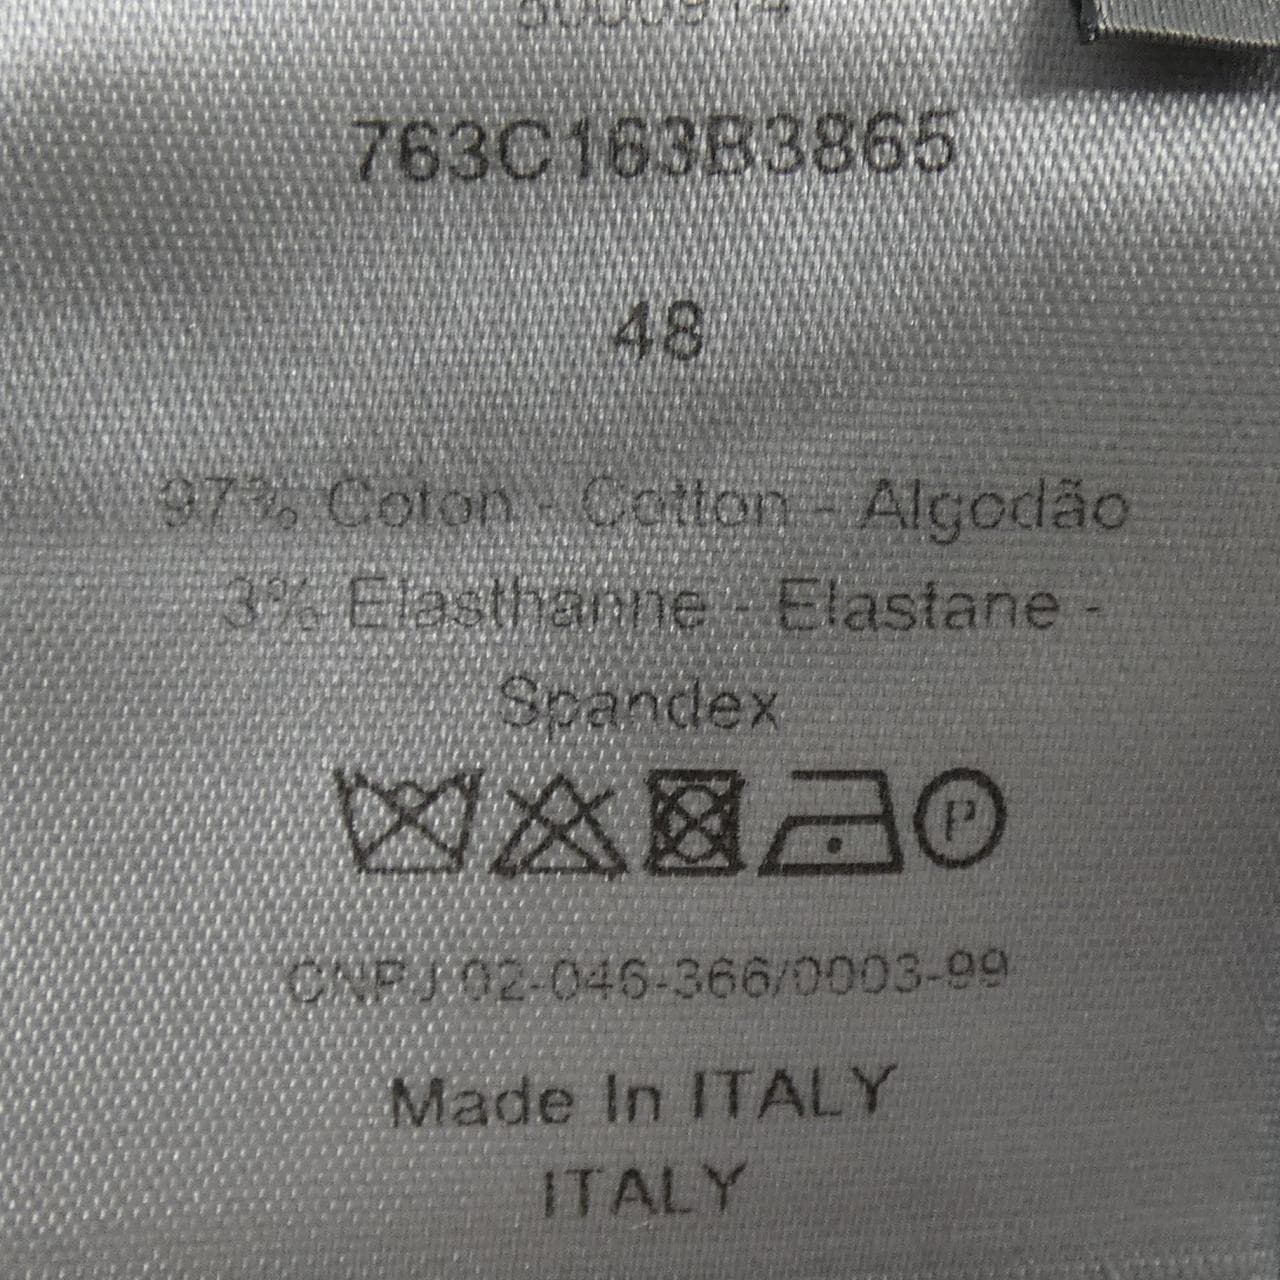 763C163B3865
48
97% Coton - Cotton - Algodão
3% Elasthanne - Elastane -
Spandex
P
CNPJ 02-046-366/0003-99
Made In ITALY
ITALY